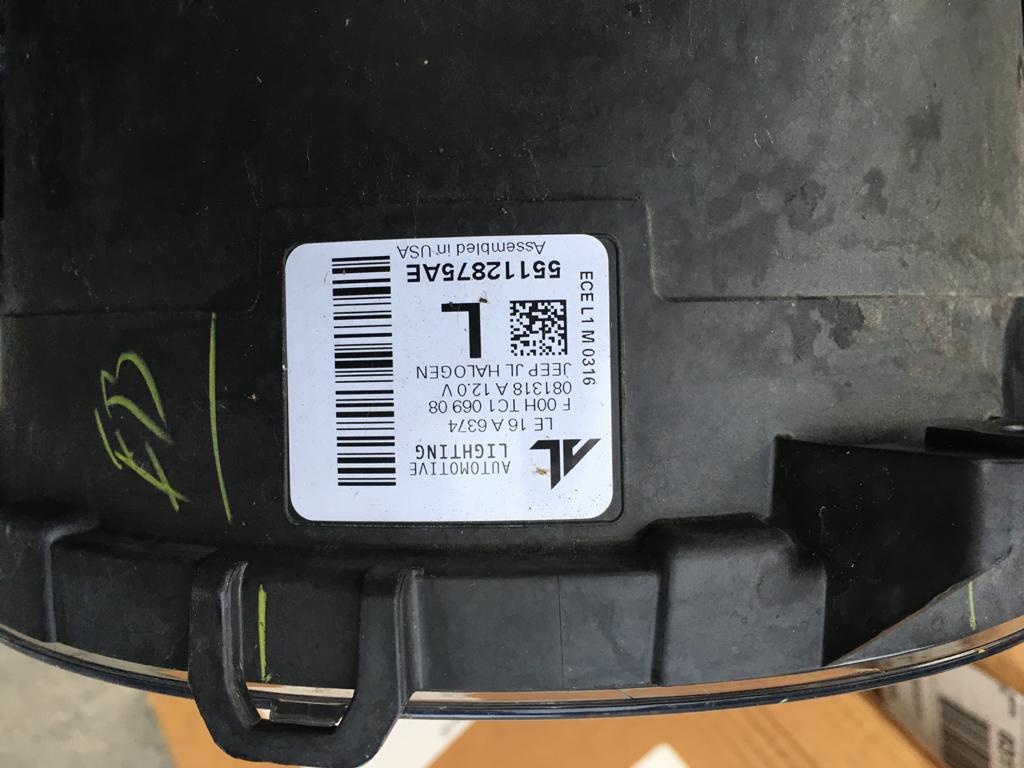 AL
AUTOMOTIVE
LIGHTING
LE 16 A 6374
F 00H TC1 069 08
081318 A 12.0 V
JEEP JL HALOGEN
L
55112875AE
Assembled in USA
ECE L1 M 0316